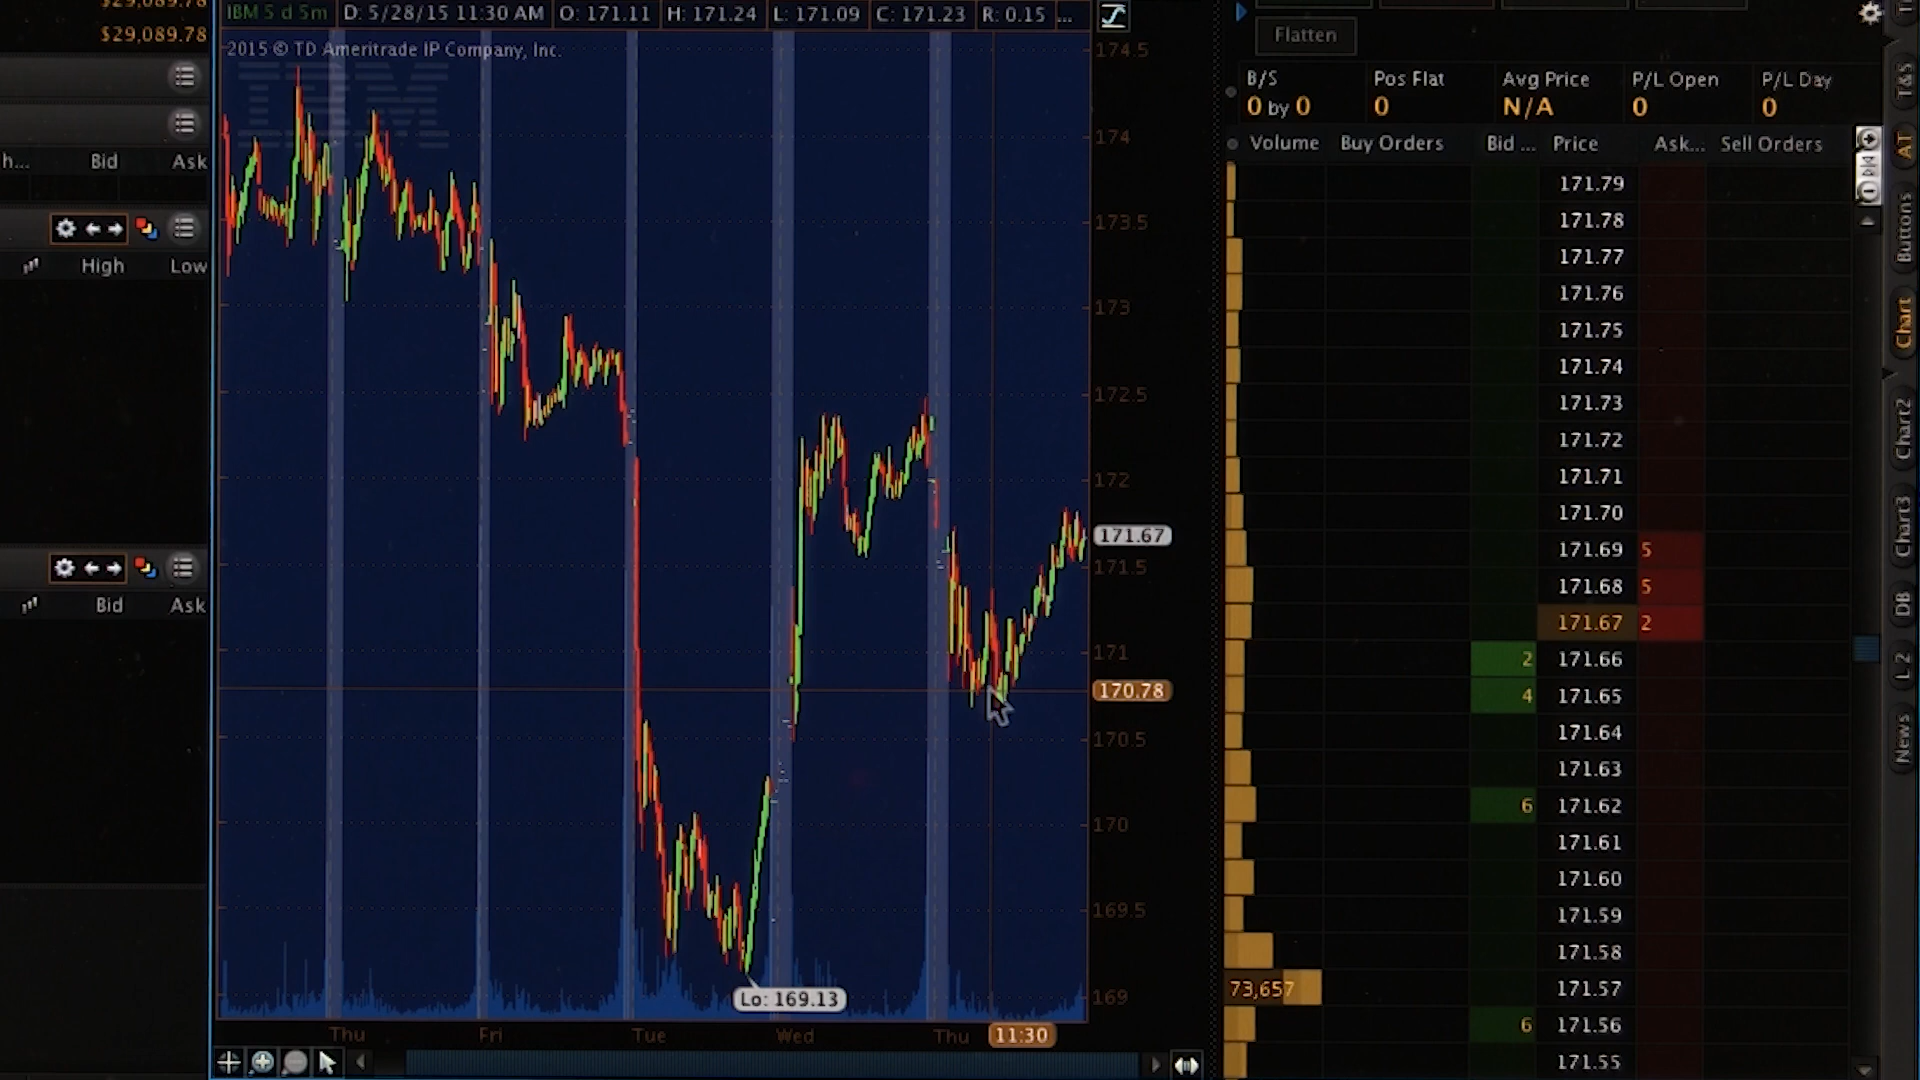 $29,089.78
$29,089.78
h... Bid Ask
High Low
Bid Ask
IBM 5 d 5m D: 5/28/15 11:30 AM O: 171.11 H: 171.24 L: 171.09 C: 171.23 R: 0.15 ...
2015 © TD Ameritrade IP Company, Inc.
IBM
174.5
174
173.5
173
172.5
172
171.67
171.5
171
170.78
170.5
170
169.5
169
Lo: 169.13
Thu Fri Tue Wed Thu 11:30
Flatten
B/S Pos Flat Avg Price P/L Open P/L Day
0 by 0 0 N/A 0 0
Volume Buy Orders Bid ... Price Ask... Sell Orders
171.79
171.78
171.77
171.76
171.75
171.74
171.73
171.72
171.71
171.70
171.69 5
171.68 5
171.67 2
2 171.66
4 171.65
171.64
171.63
6 171.62
171.61
171.60
171.59
171.58
73,657 171.57
6 171.56
171.55
T&S
AT
Buttons
Chart
Chart2
Chart3
DB
L 2
News